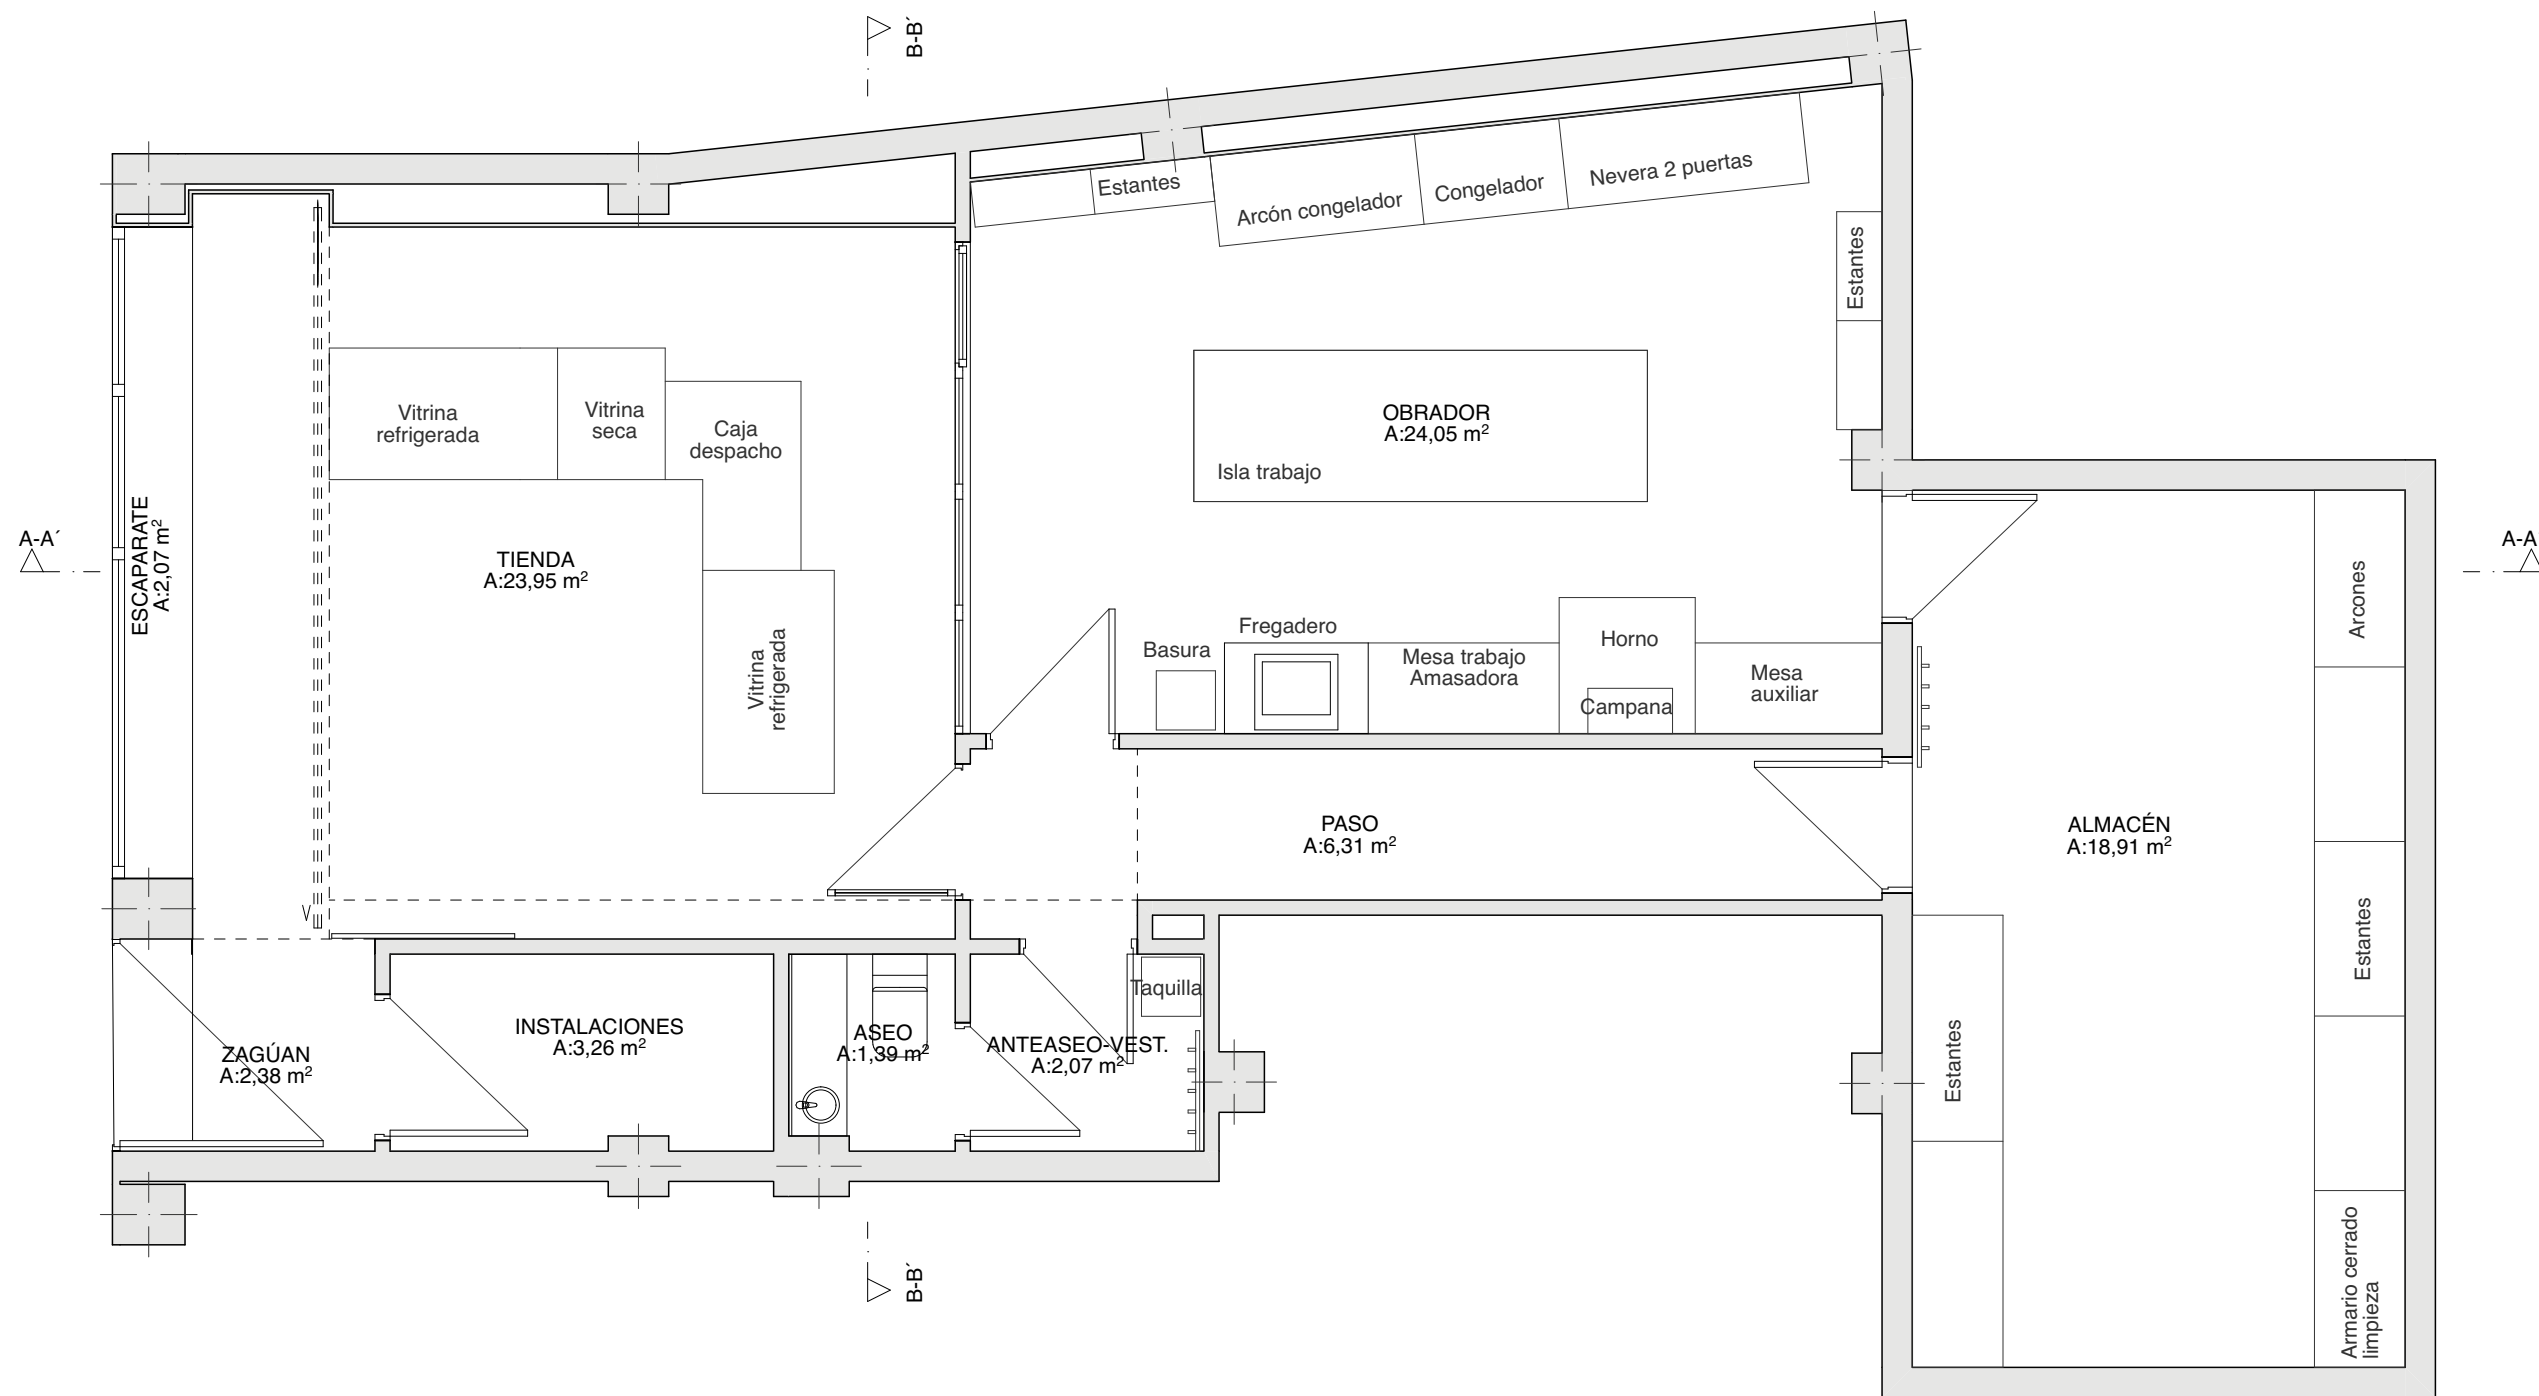 B-B´
Estantes
Arcón congelador
Congelador
Nevera 2 puertas
Estantes
Vitrina
refrigerada
Vitrina
seca
Caja
despacho
OBRADOR
A:24,05 m²
Isla trabajo
A-A´
ESCAPARATE
A:2,07 m²
TIENDA
A:23,95 m²
A-A
Arcones
Vitrina
refrigerada
Basura
Fregadero
Mesa trabajo
Amasadora
Horno
Campana
Mesa
auxiliar
PASO
A:6,31 m²
ALMACÉN
A:18,91 m²
Estantes
Taquilla
ZAGÚAN
A:2,38 m²
INSTALACIONES
A:3,26 m²
ASEO
A:1,39 m²
ANTEASEO-VEST.
A:2,07 m²
Estantes
B-B´
Armario cerrado
limpieza